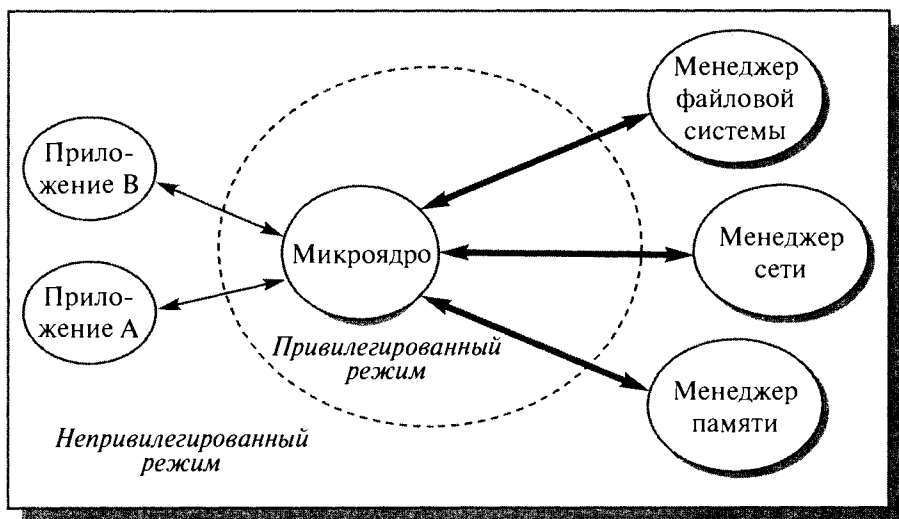 Прило-
жение B
Прило-
жение A
Микроядро
Привилегированный
режим
Непривилегированный
режим
Менеджер
файловой
системы
Менеджер
сети
Менеджер
памяти